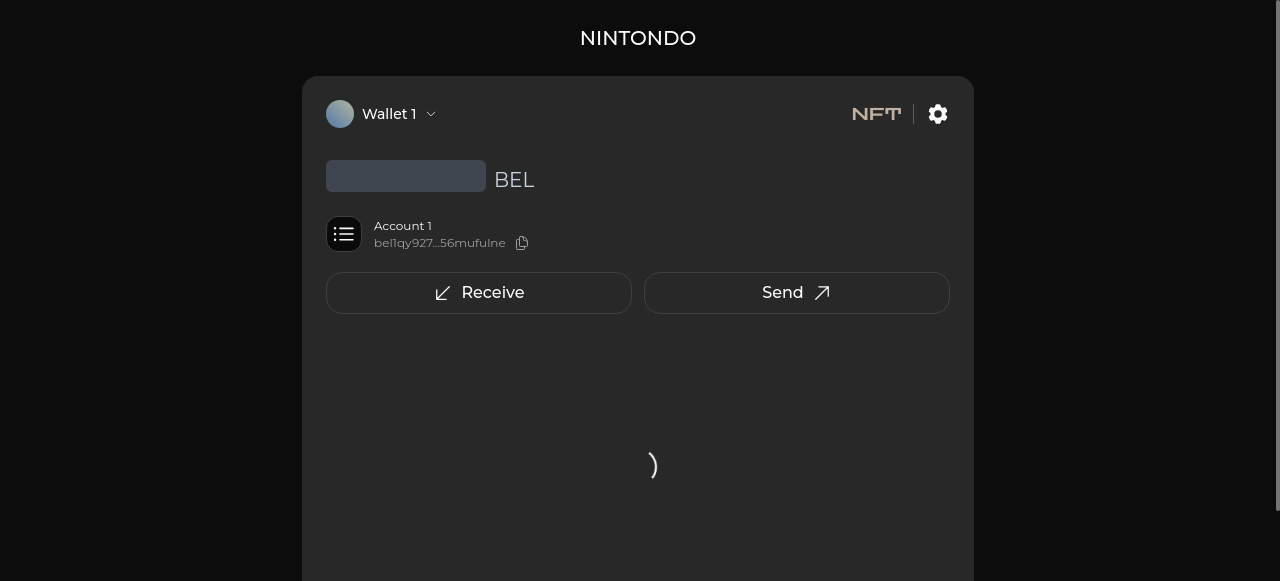 NINTONDO
Wallet 1
NFT
BEL
Account 1
bel1qy927...56mufulne
Receive
Send